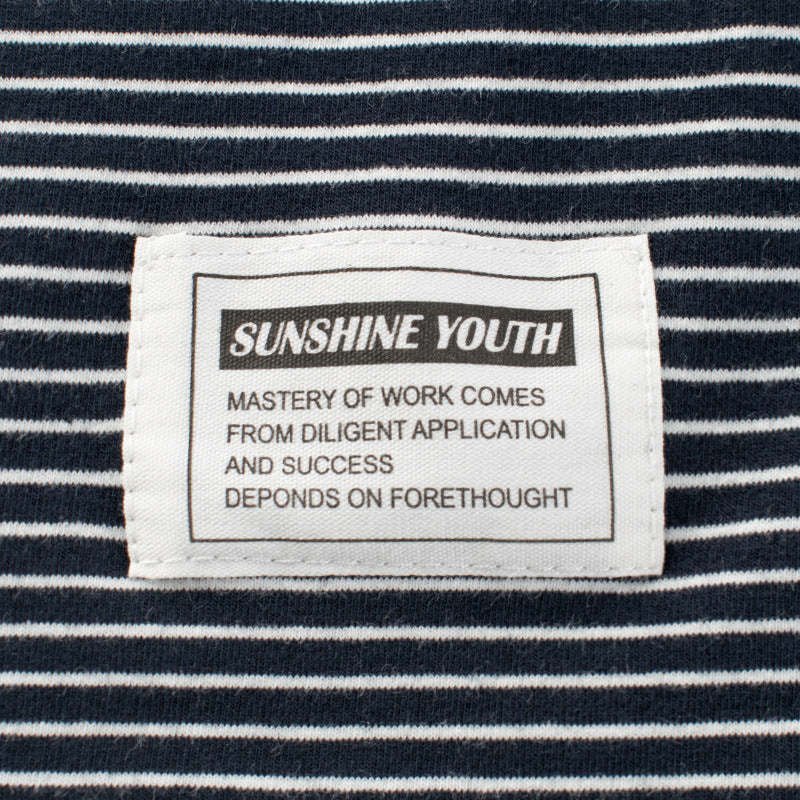 SUNSHINE YOUTH
MASTERY OF WORK COMES
FROM DILIGENT APPLICATION
AND SUCCESS
DEPONDS ON FORETHOUGHT